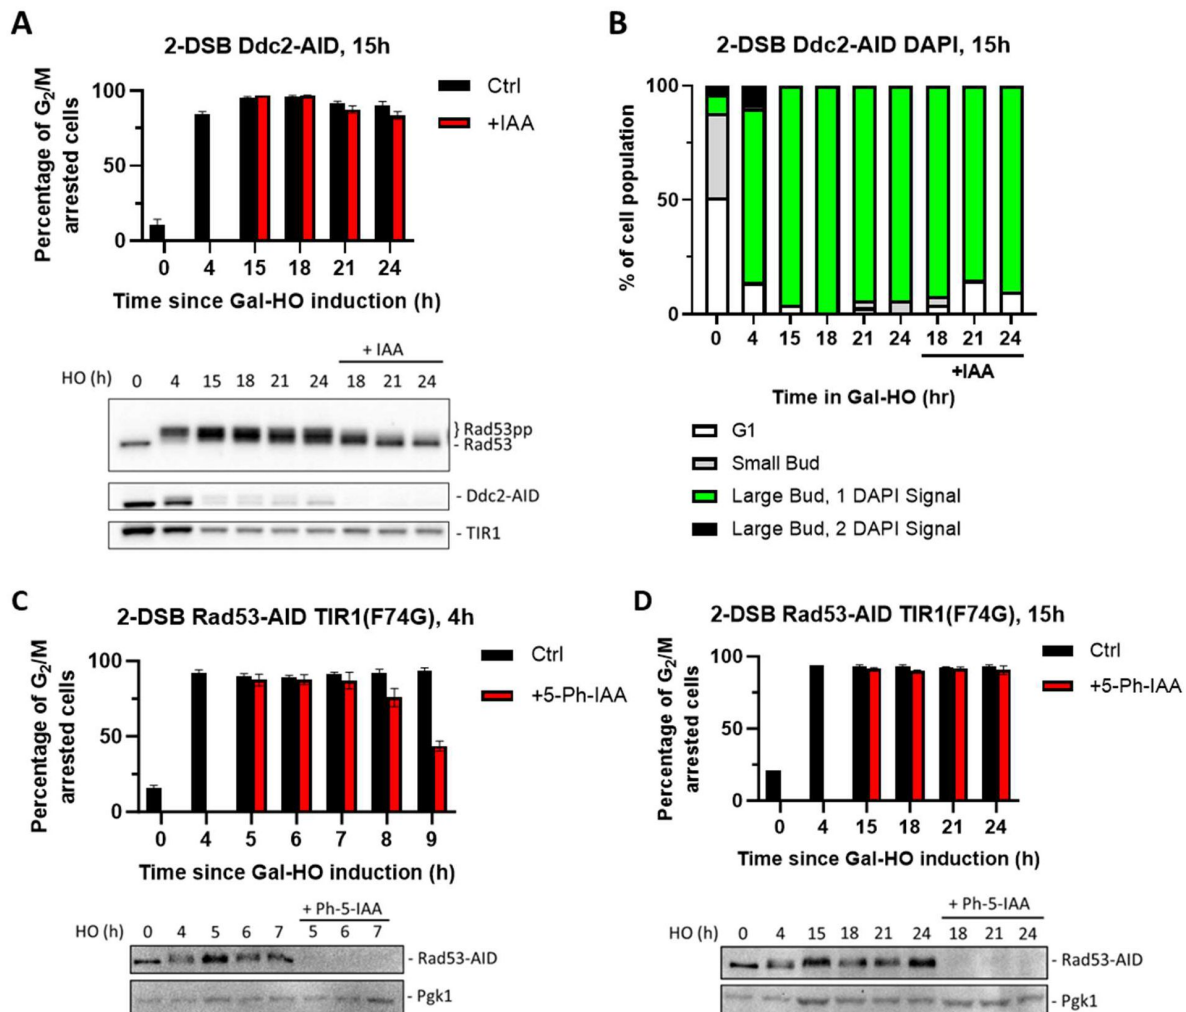 A
2-DSB Ddc2-AID, 15h
Percentage of G2/M
arrested cells
100
50
0
0 4 15 18 21 24
Time since Gal-HO induction (h)
Ctrl
+IAA
+ IAA
HO (h) 0 4 15 18 21 24 18 21 24
} Rad53pp
- Rad53
- Ddc2-AID
- TIR1
B
2-DSB Ddc2-AID DAPI, 15h
% of cell population
100
50
0
0 4 15 18 21 24 18 21 24
+IAA
Time in Gal-HO (hr)
G1
Small Bud
Large Bud, 1 DAPI Signal
Large Bud, 2 DAPI Signal
C
2-DSB Rad53-AID TIR1(F74G), 4h
Percentage of G2/M
arrested cells
100
50
0
0 4 5 6 7 8 9
Time since Gal-HO induction (h)
Ctrl
+5-Ph-IAA
+ Ph-5-IAA
HO (h) 0 4 5 6 7 5 6 7
- Rad53-AID
- Pgk1
D
2-DSB Rad53-AID TIR1(F74G), 15h
Percentage of G2/M
arrested cells
100
50
0
0 4 15 18 21 24
Time since Gal-HO induction (h)
Ctrl
+5-Ph-IAA
+ Ph-5-IAA
HO (h) 0 4 15 18 21 24 18 21 24
- Rad53-AID
- Pgk1